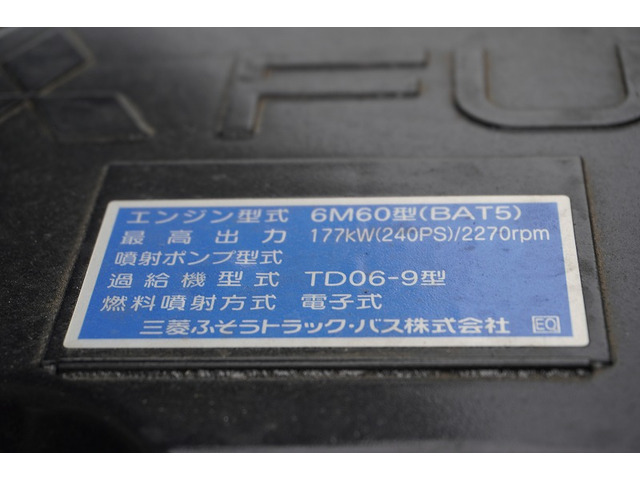 FU
エンジン型式 6M60型(BAT5)
最高出力 177kW(240PS)/2270rpm
噴射ポンプ型式
過給機型式 TD06-9型
燃料噴射方式 電子式
三菱ふそうトラック・バス株式会社 EQ